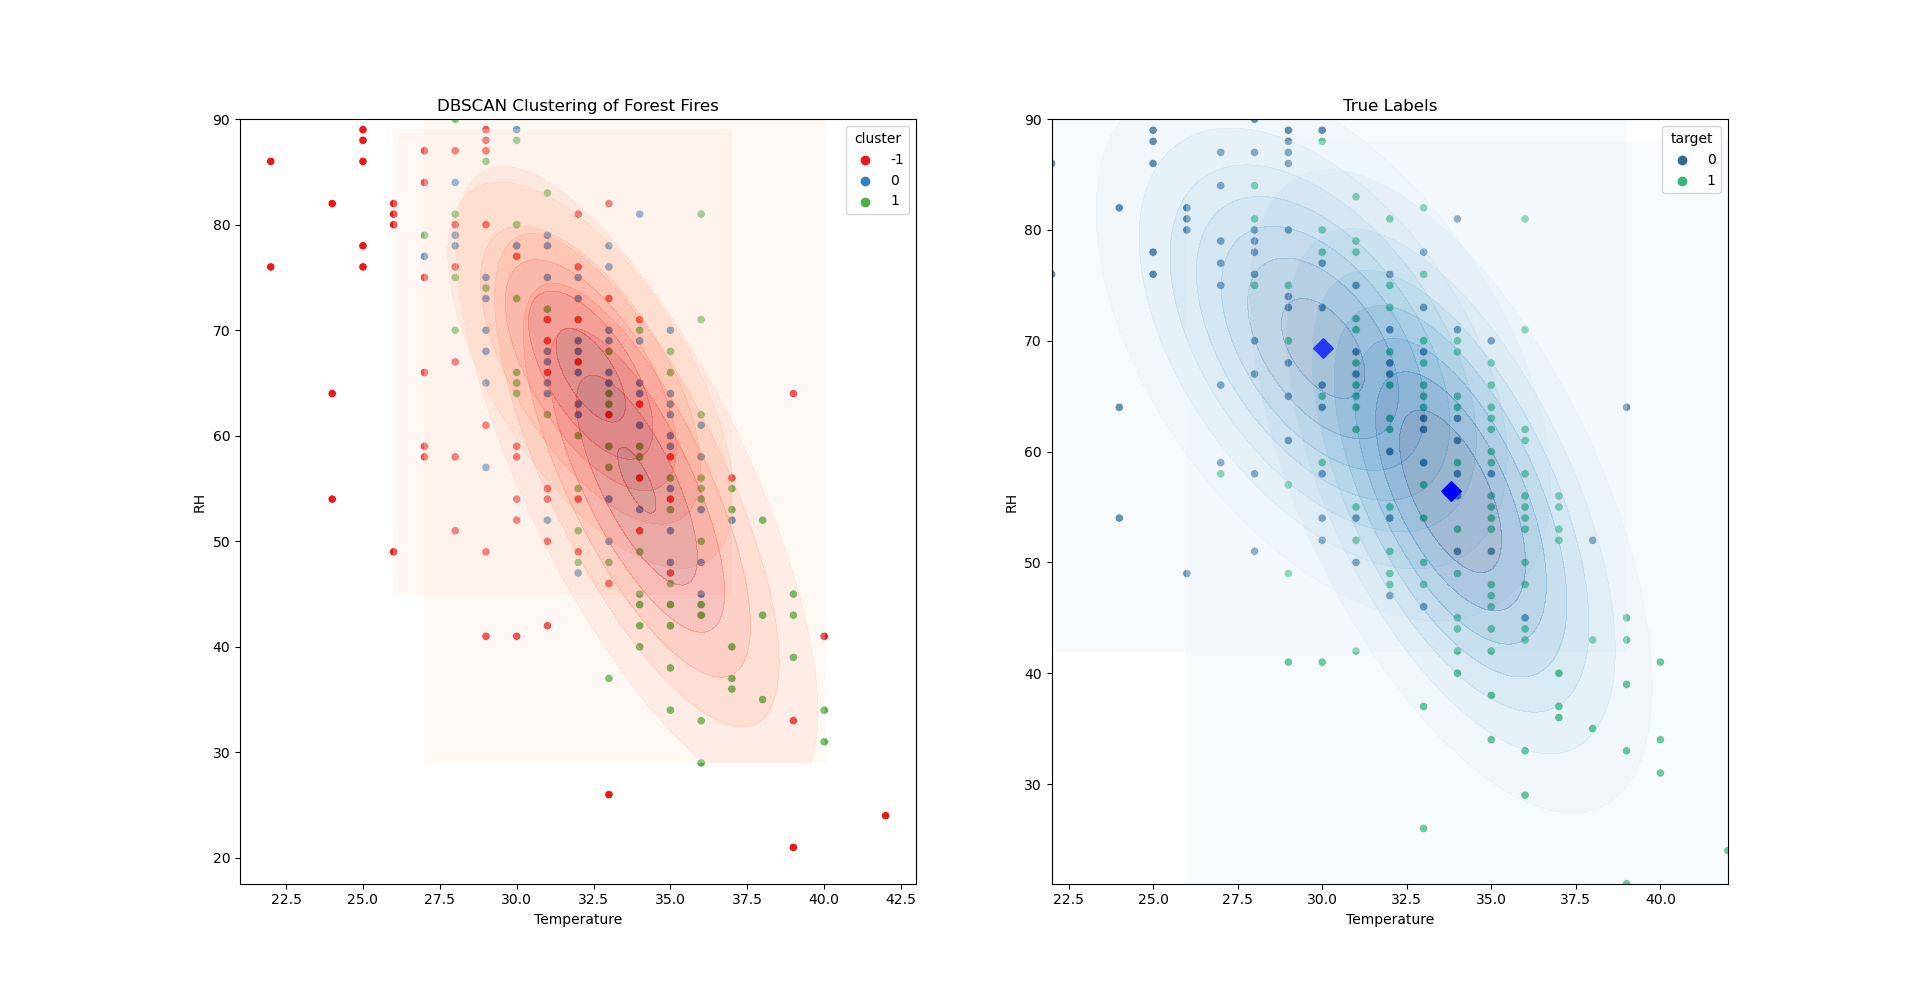 DBSCAN Clustering of Forest Fires
cluster
-1
0
1
90
80
70
60
50
40
30
20
RH
22.5 25.0 27.5 30.0 32.5 35.0 37.5 40.0 42.5
Temperature
True Labels
target
0
1
90
80
70
60
50
40
30
RH
22.5 25.0 27.5 30.0 32.5 35.0 37.5 40.0
Temperature